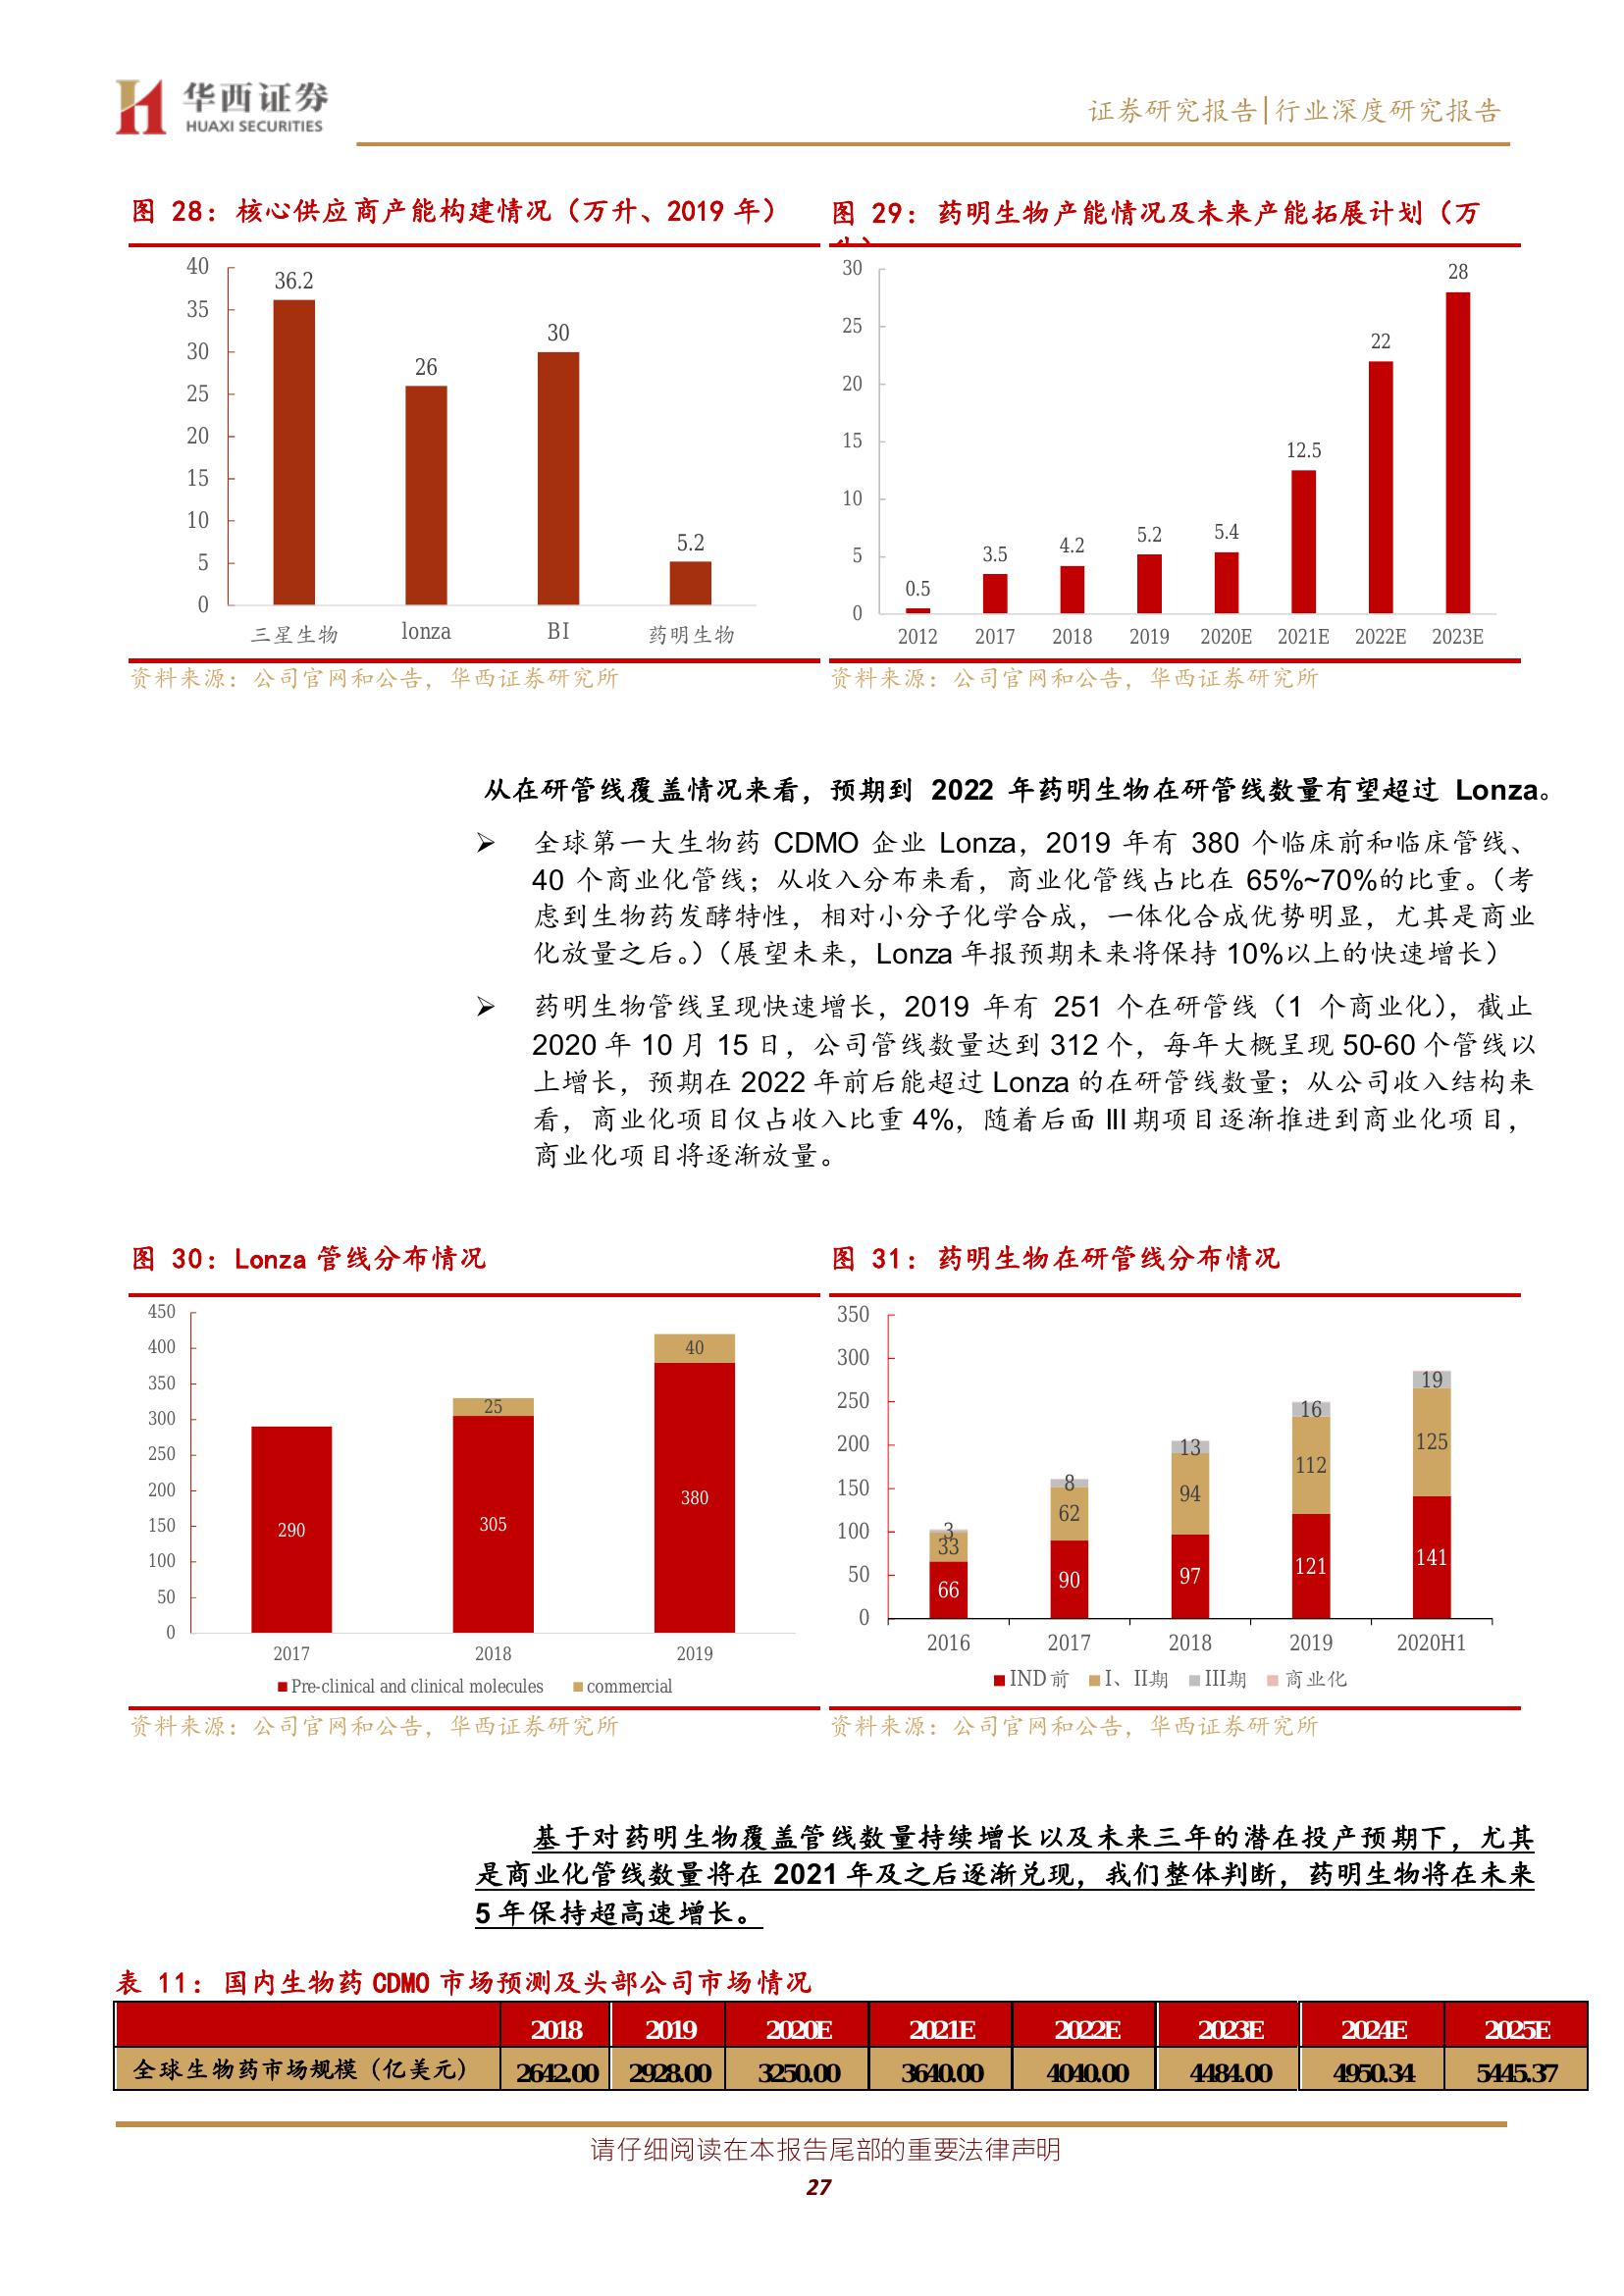 华西证券
HUAXI SECURITIES
证券研究报告|行业深度研究报告
图 28：核心供应商产能构建情况（万升、2019 年）
40
35
30
25
20
15
10
5
0
36.2
26
30
5.2
三星生物
lonza
BI
药明生物
资料来源：公司官网和公告，华西证券研究所
图 29：药明生物产能情况及未来产能拓展计划（万
30
25
20
15
10
5
0
0.5
3.5
4.2
5.2
5.4
12.5
22
28
2012
2017
2018
2019
2020E
2021E
2022E
2023E
资料来源：公司官网和公告，华西证券研究所
从在研管线覆盖情况来看，预期到 2022 年药明生物在研管线数量有望超过 Lonza。
➢ 全球第一大生物药 CDMO 企业 Lonza，2019 年有 380 个临床前和临床管线、
40 个商业化管线；从收入分布来看，商业化管线占比在 65%~70%的比重。（考
虑到生物药发酵特性，相对小分子化学合成，一体化合成优势明显，尤其是商业
化放量之后。）（展望未来，Lonza 年报预期未来将保持 10%以上的快速增长）
➢ 药明生物管线呈现快速增长，2019 年有 251 个在研管线（1 个商业化），截止
2020 年 10 月 15 日，公司管线数量达到 312 个，每年大概呈现 50-60 个管线以
上增长，预期在 2022 年前后能超过 Lonza 的在研管线数量；从公司收入结构来
看，商业化项目仅占收入比重 4%，随着后面 III 期项目逐渐推进到商业化项目，
商业化项目将逐渐放量。
图 30：Lonza 管线分布情况
450
400
350
300
250
200
150
100
50
0
290
25
305
40
380
2017
2018
2019
Pre-clinical and clinical molecules
commercial
资料来源：公司官网和公告，华西证券研究所
图 31：药明生物在研管线分布情况
350
300
250
200
150
100
50
0
3
33
66
8
62
90
13
94
97
16
112
121
19
125
141
2016
2017
2018
2019
2020H1
IND前
I、II期
III期
商业化
资料来源：公司官网和公告，华西证券研究所
基于对药明生物覆盖管线数量持续增长以及未来三年的潜在投产预期下，尤其
是商业化管线数量将在 2021 年及之后逐渐兑现，我们整体判断，药明生物将在未来
5 年保持超高速增长。
表 11：国内生物药 CDMO 市场预测及头部公司市场情况
2018 2019 2020E 2021E 2022E 2023E 2024E 2025E
全球生物药市场规模（亿美元） 2642.00 2928.00 3250.00 3640.00 4040.00 4484.00 4950.34 5445.37
请仔细阅读在本报告尾部的重要法律声明
27